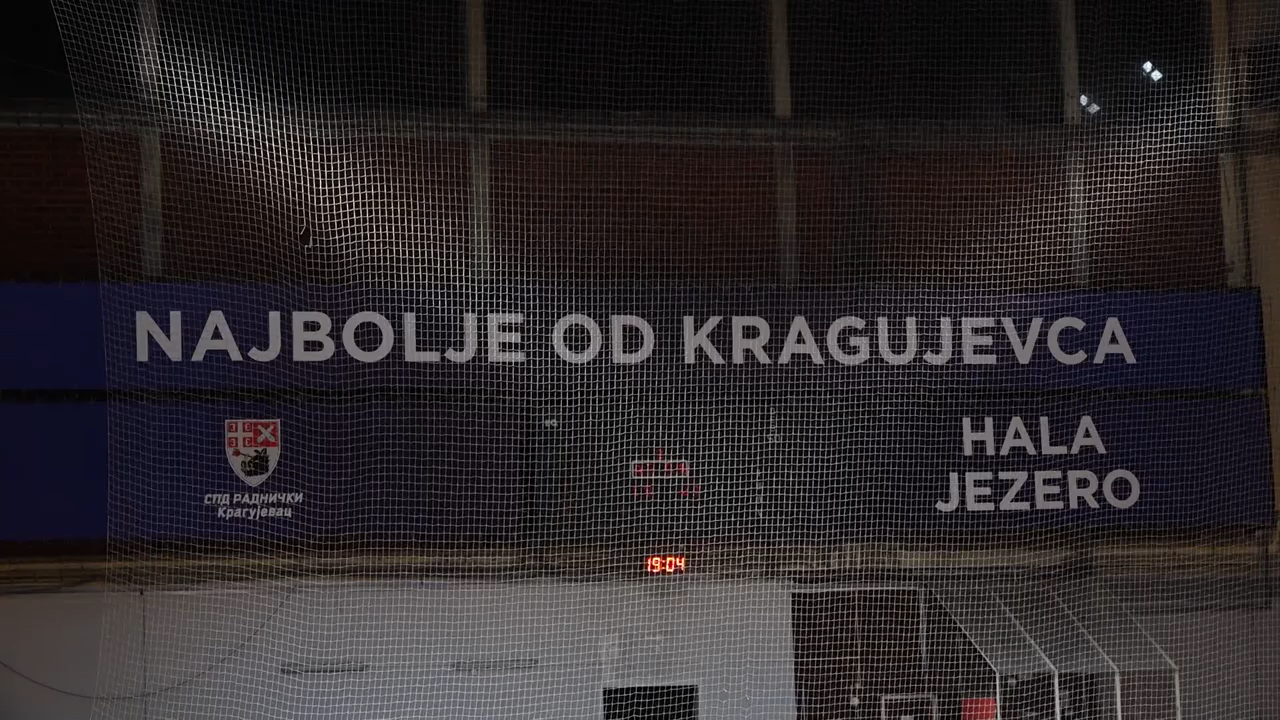 NAJBOLJE OD KRAGUJEVCA
HALA
JEZERO
СПД РАДНИЧКИ
Крагујевац
19:04